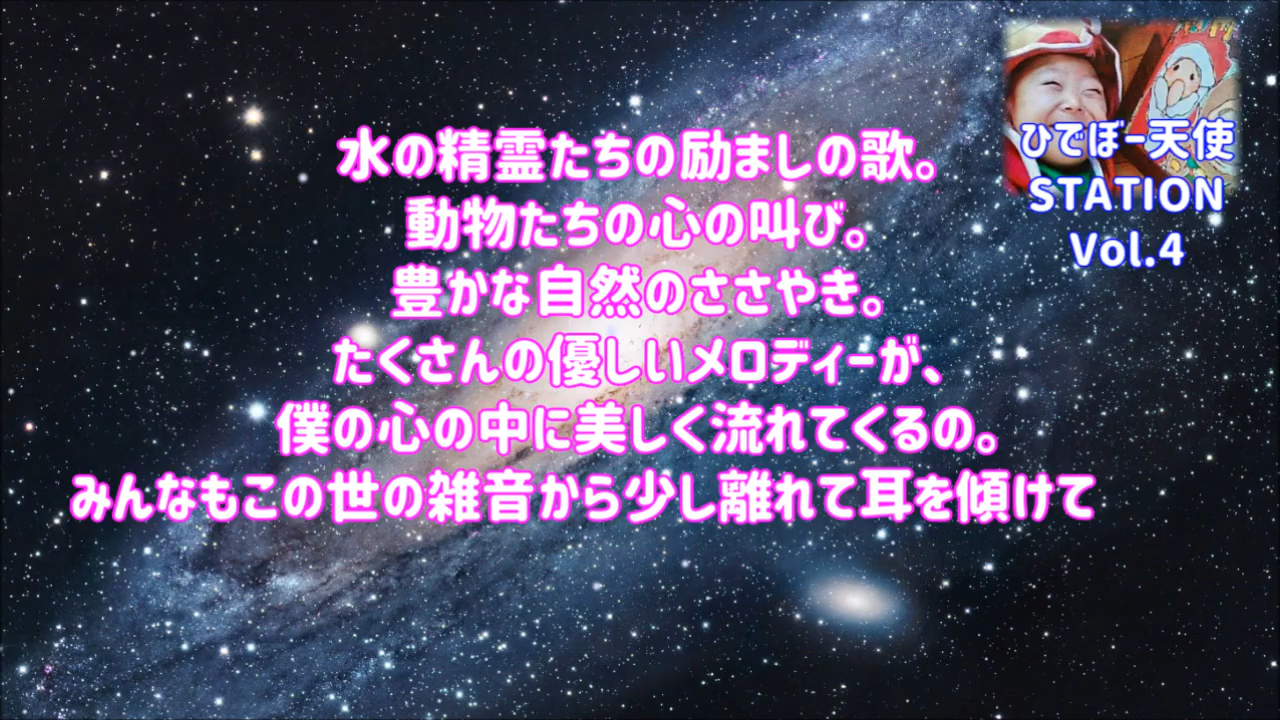 水の精霊たちの励ましの歌。
動物たちの心の叫び。
豊かな自然のささやき。
たくさんの優しいメロディーが、
僕の心の中に美しく流れてくるの。
みんなもこの世の雑音から少し離れて耳を傾けて
ひでぼー天使
STATION
Vol.4